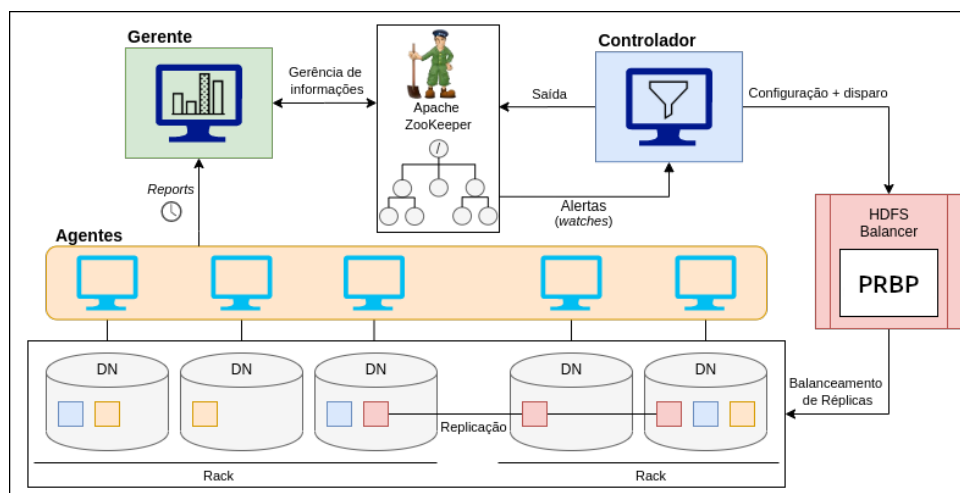 Gerente
Controlador
Gerência de
informações
Apache
ZooKeeper
/
Saída
Configuração + disparo
Reports
Alertas
(watches)
HDFS
Balancer
PRBP
Agentes
DN
DN
DN
DN
DN
Replicação
Balanceamento
de Réplicas
Rack
Rack